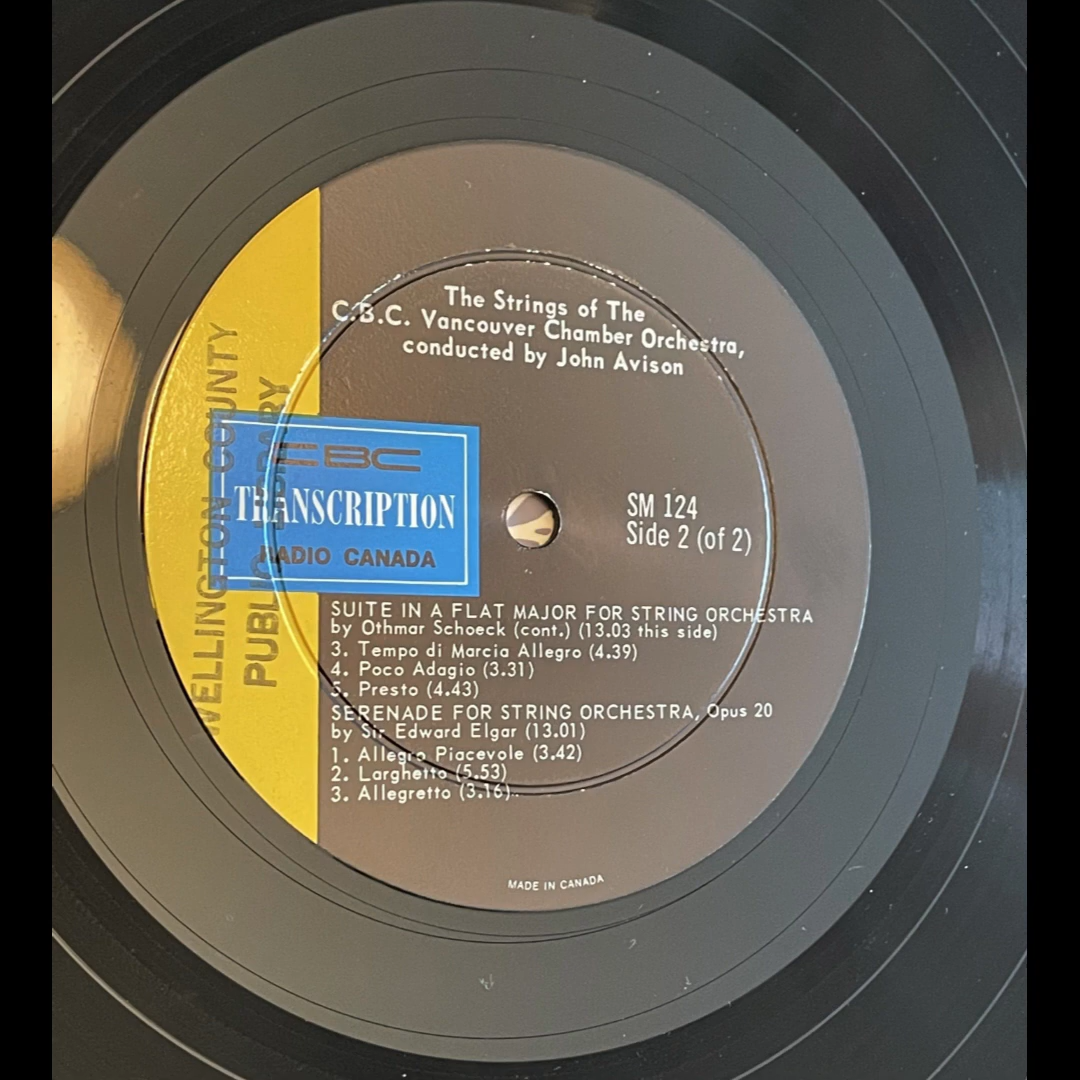 The Strings of The
C.B.C. Vancouver Chamber Orchestra,
conducted by John Avison
WELLINGTON COUNTY
PUBLIC LIBRARY
CBC
TRANSCRIPTION
RADIO CANADA
SM 124
Side 2 (of 2)
SUITE IN A FLAT MAJOR FOR STRING ORCHESTRA
by Othmar Schoeck (cont.) (13.03 this side)
3. Tempo di Marcia Allegro (4.39)
4. Poco Adagio (3.31)
5. Presto (4.43)
SERENADE FOR STRING ORCHESTRA, Opus 20
by Sir Edward Elgar (13.01)
1. Allegro Piacevole (3.42)
2. Larghetto (5.53)
3. Allegretto (3.16)
MADE IN CANADA